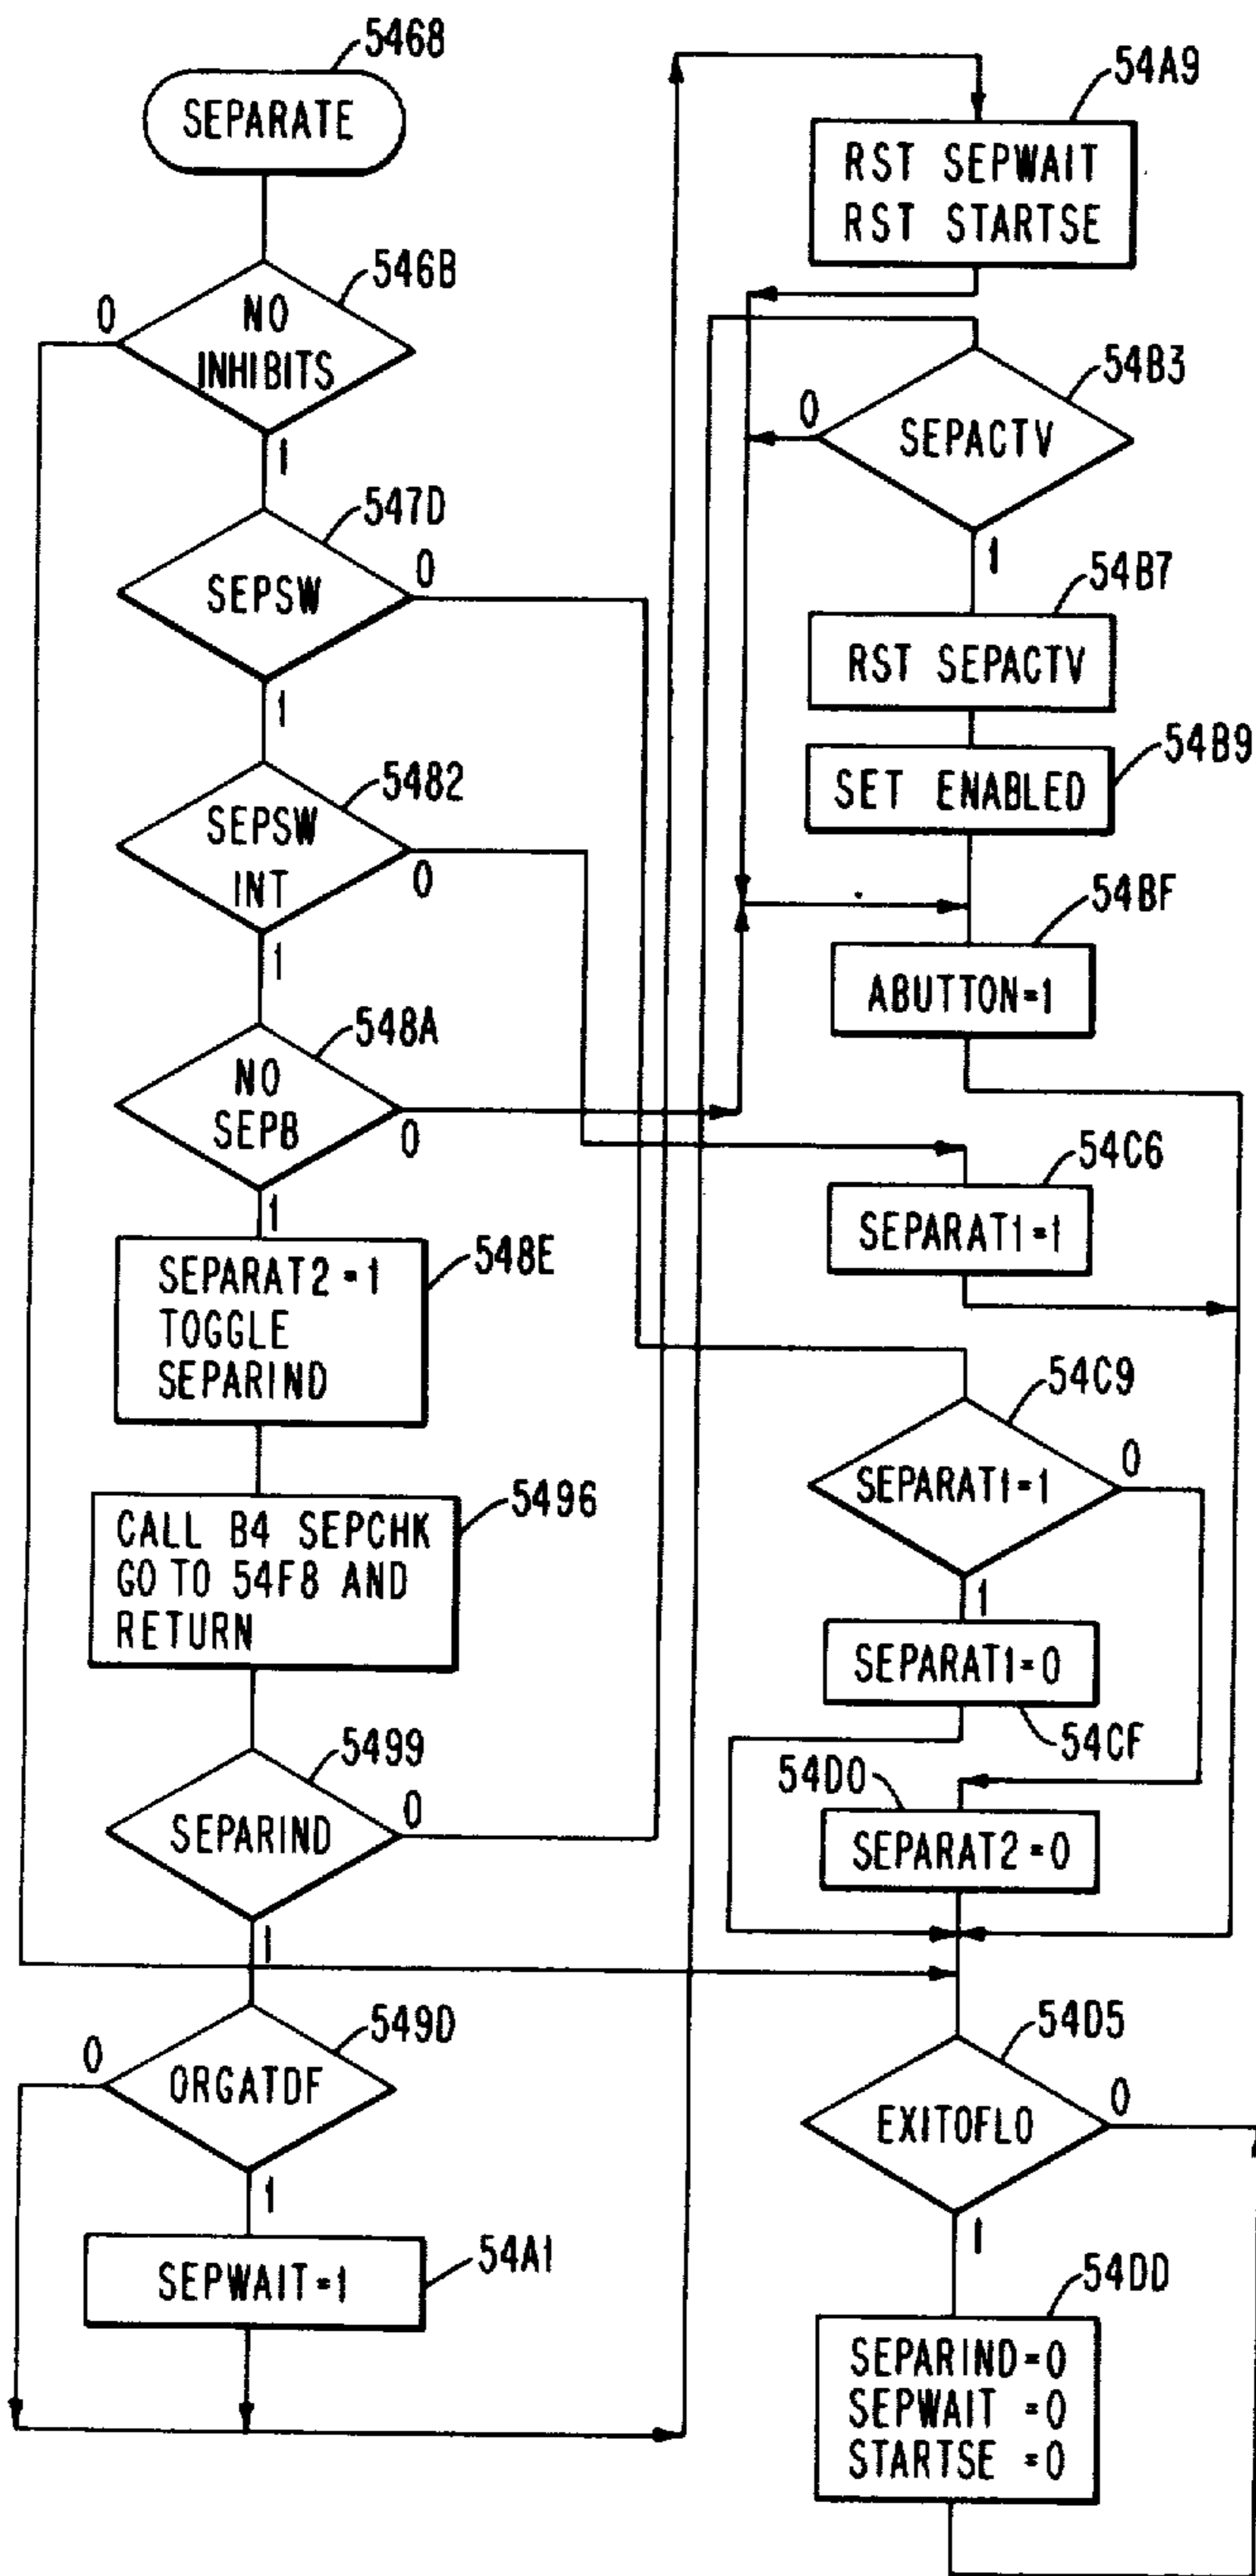 5468
SEPARATE
546B
NO
INHIBITS
0
1
547D
SEPSW
0
1
5482
SEPSW
INT
0
1
548A
NO
SEPB
0
1
548E
SEPARAT2=1
TOGGLE
SEPARIND
5496
CALL B4 SEPCHK
GO TO 54F8 AND
RETURN
5499
SEPARIND
0
1
549D
ORGATDF
0
1
54A1
SEPWAIT=1
54A9
RST SEPWAIT
RST STARTSE
54B3
SEPACTV
0
1
54B7
RST SEPACTV
54B9
SET ENABLED
54BF
ABUTTON=1
54C6
SEPARAT1=1
54C9
SEPARAT1=1
0
1
SEPARAT1=0
54CF
54D0
SEPARAT2=0
54D5
EXITOFLO
0
1
54DD
SEPARIND=0
SEPWAIT =0
STARTSE =0